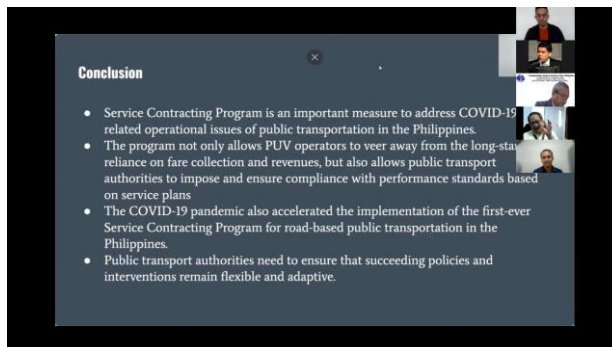 Conclusion
● Service Contracting Program is an important measure to address COVID-19
related operational issues of public transportation in the Philippines.
● The program not only allows PUV operators to veer away from the long-sta
reliance on fare collection and revenues, but also allows public transport
authorities to impose and ensure compliance with performance standards based
on service plans
● The COVID-19 pandemic also accelerated the implementation of the first-ever
Service Contracting Program for road-based public transportation in the
Philippines.
● Public transport authorities need to ensure that succeeding policies and
interventions remain flexible and adaptive.